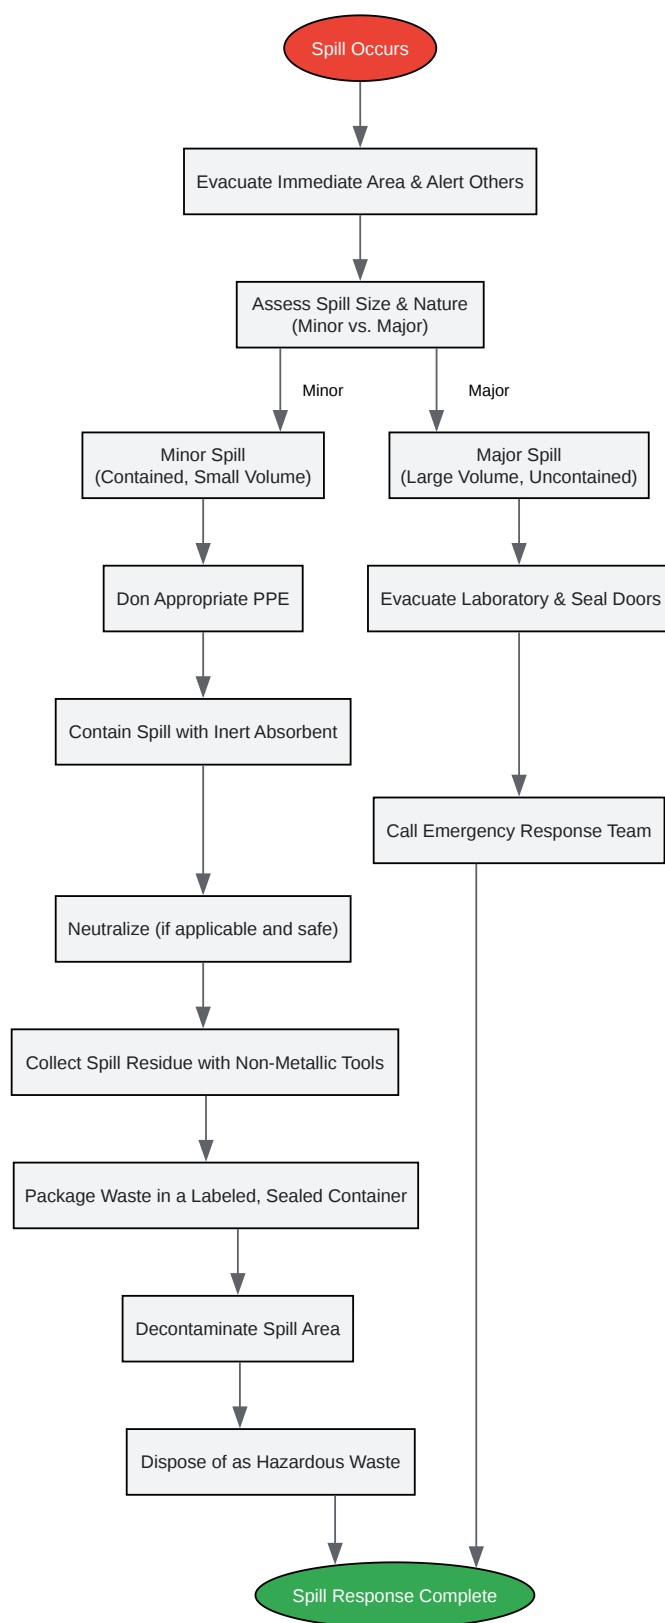 Spill Occurs
Evacuate Immediate Area & Alert Others
Assess Spill Size & Nature
(Minor vs. Major)
Minor
Major
Minor Spill
(Contained, Small Volume)
Major Spill
(Large Volume, Uncontained)
Don Appropriate PPE
Evacuate Laboratory & Seal Doors
Contain Spill with Inert Absorbent
Call Emergency Response Team
Neutralize (if applicable and safe)
Collect Spill Residue with Non-Metallic Tools
Package Waste in a Labeled, Sealed Container
Decontaminate Spill Area
Dispose of as Hazardous Waste
Spill Response Complete